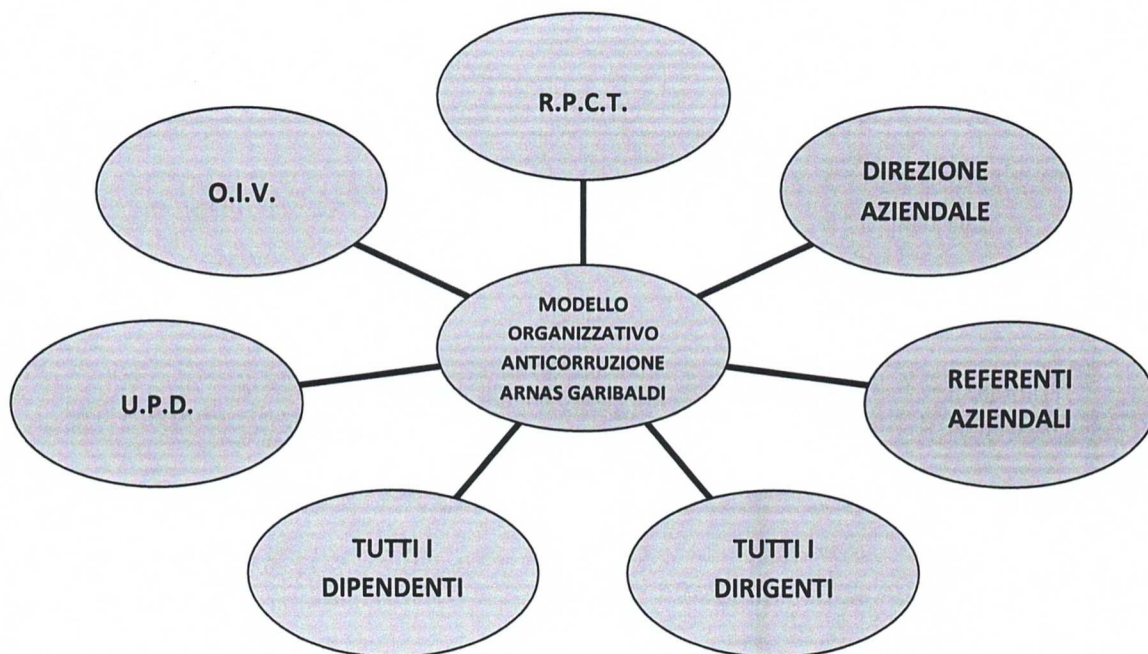 R.P.C.T.
DIREZIONE
AZIENDALE
O.I.V.
MODELLO
ORGANIZZATIVO
ANTICORRUZIONE
ARNAS GARIBALDI
REFERENTI
AZIENDALI
U.P.D.
TUTTI I
DIPENDENTI
TUTTI I
DIRIGENTI